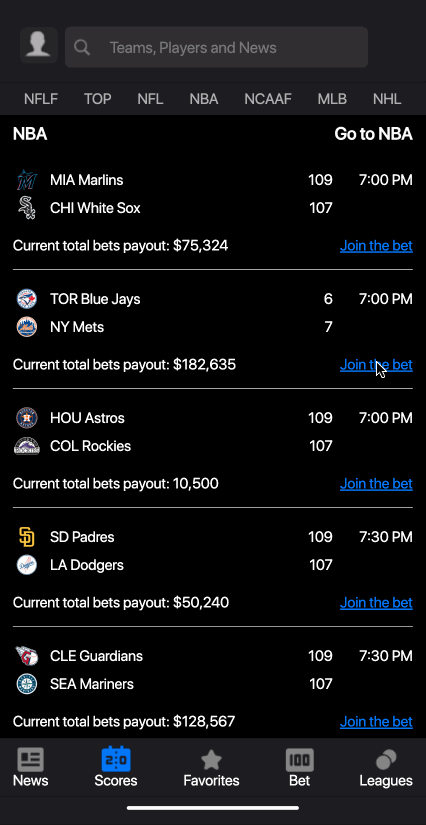 Teams, Players and News
NFLF TOP NFL NBA NCAAF MLB NHL
NBA Go to NBA
MIA Marlins 109 7:00 PM
CHI White Sox 107
Current total bets payout: $75,324 Join the bet
TOR Blue Jays 6 7:00 PM
NY Mets 7
Current total bets payout: $182,635 Join the bet
HOU Astros 109 7:00 PM
COL Rockies 107
Current total bets payout: 10,500 Join the bet
SD Padres 109 7:30 PM
LA Dodgers 107
Current total bets payout: $50,240 Join the bet
CLE Guardians 109 7:30 PM
SEA Mariners 107
Current total bets payout: $128,567 Join the bet
2:0 100
News Scores Favorites Bet Leagues